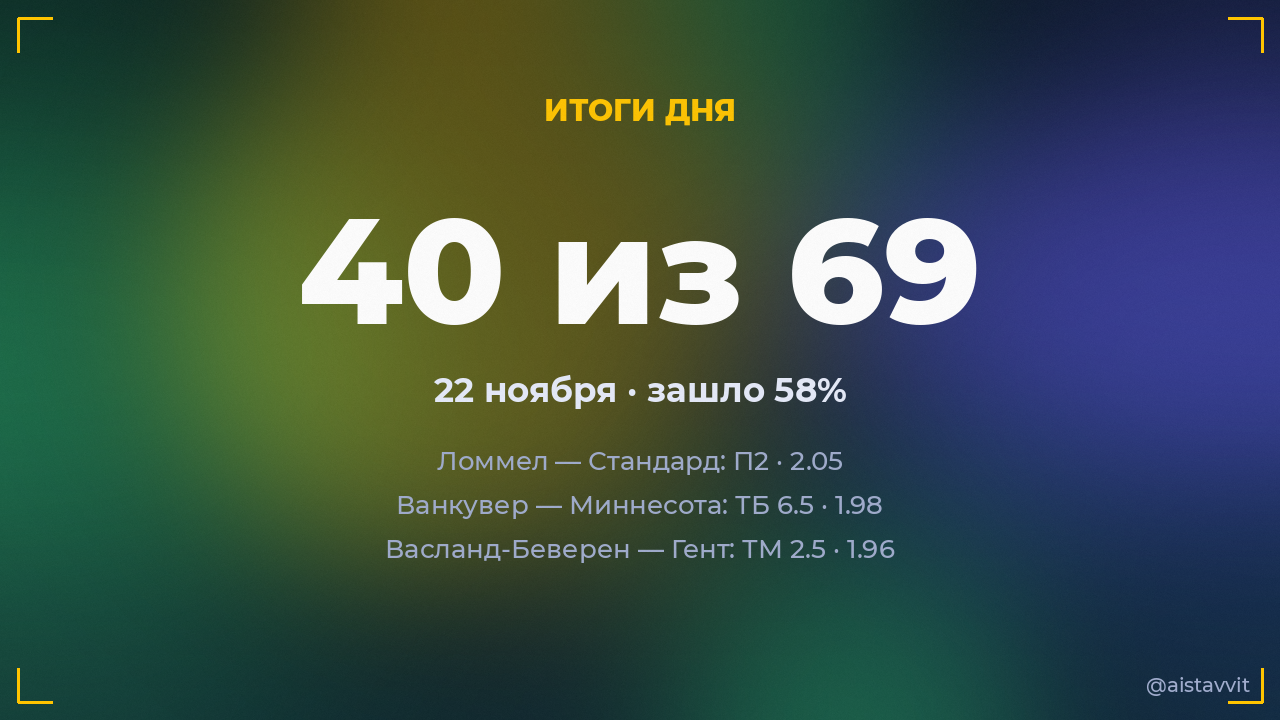 ИТОГИ ДНЯ
40 из 69
22 ноября · зашло 58%
Ломмел — Стандард: П2 · 2.05
Ванкувер — Миннесота: ТБ 6.5 · 1.98
Васланд-Беверен — Гент: ТМ 2.5 · 1.96
@aistavvit